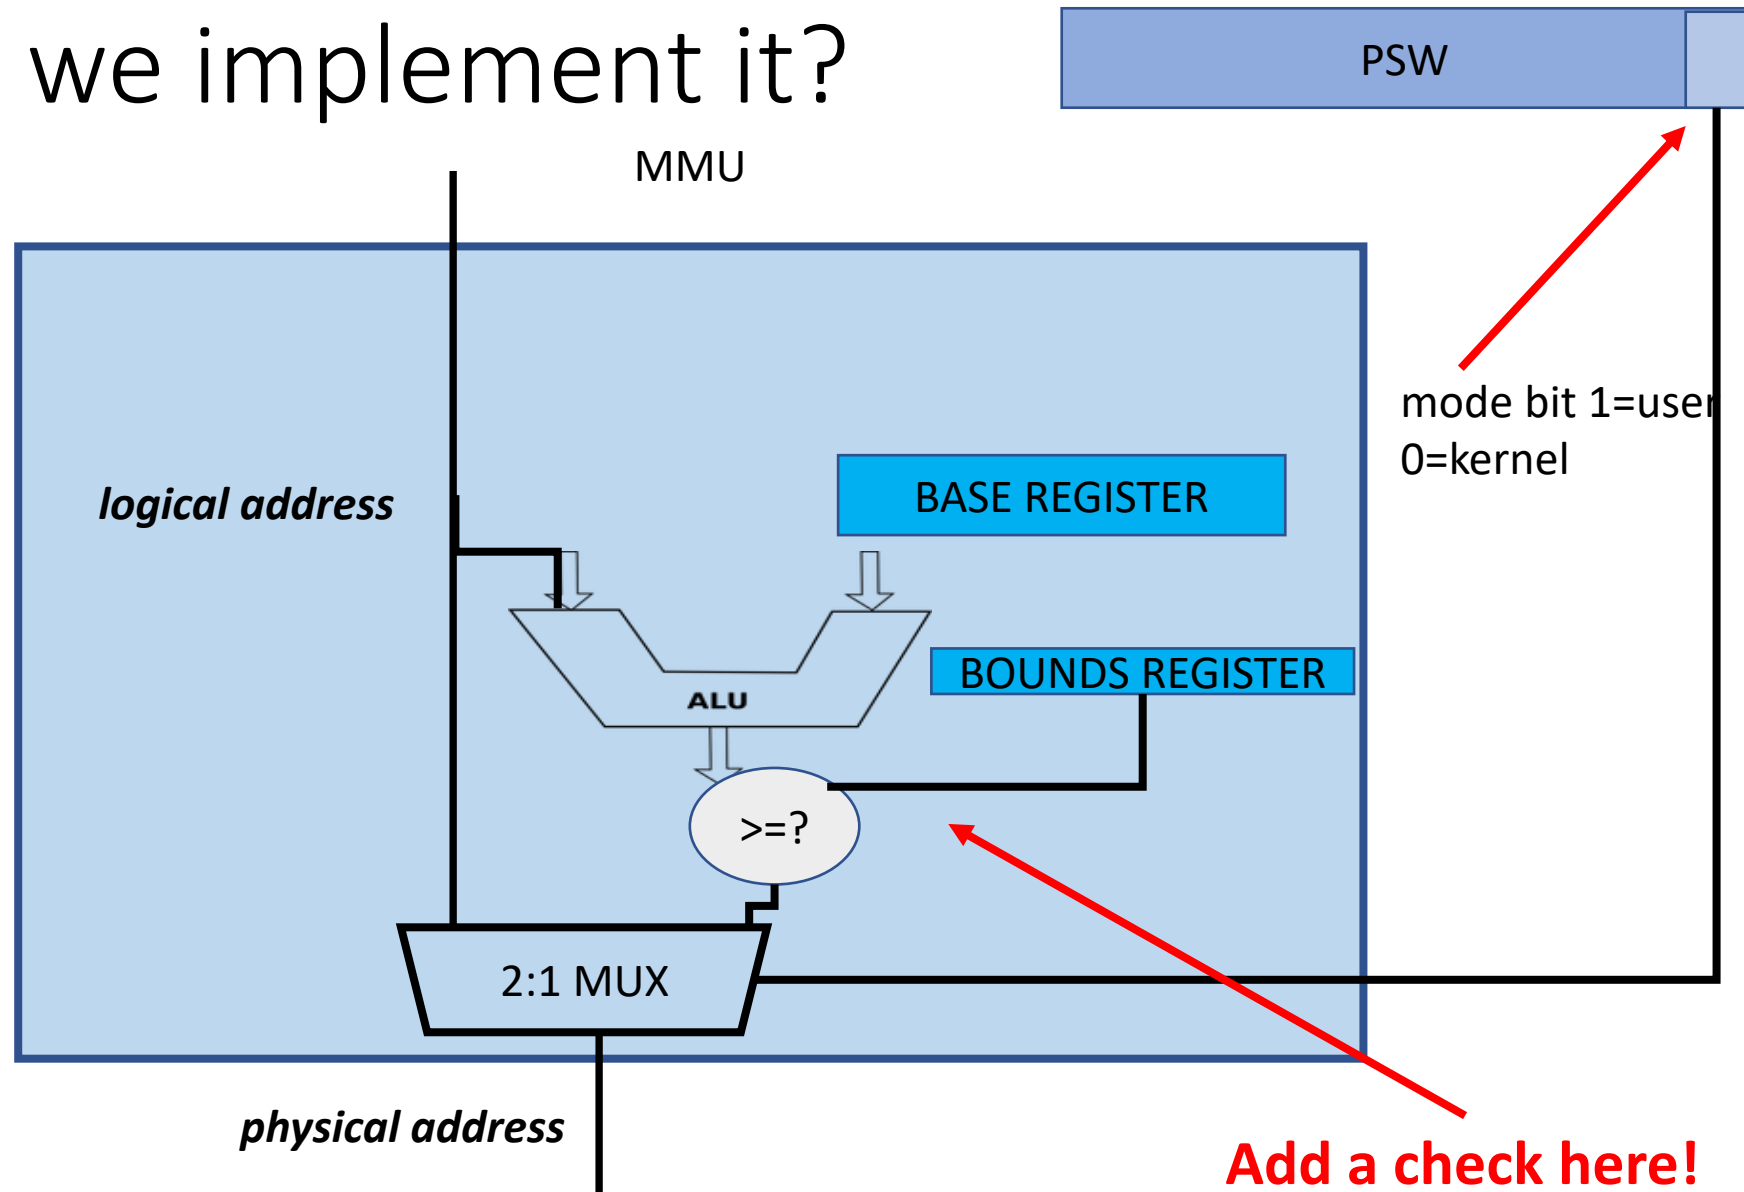 we implement it?
PSW
MMU
mode bit 1=user
0=kernel
logical address
BASE REGISTER
BOUNDS REGISTER
ALU
>=?
2:1 MUX
physical address
Add a check here!